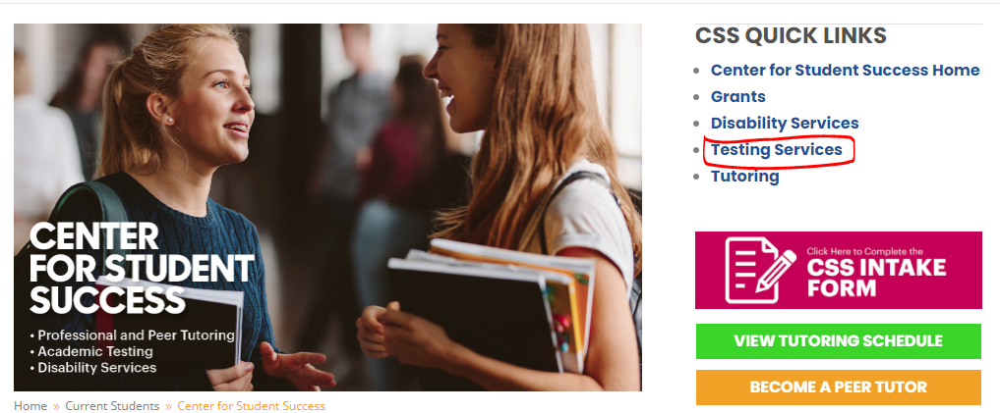 CENTER
FOR STUDENT
SUCCESS
• Professional and Peer Tutoring
• Academic Testing
• Disability Services
Home » Current Students » Center for Student Success
CSS QUICK LINKS
• Center for Student Success Home
• Grants
• Disability Services
• Testing Services
• Tutoring
Click Here to Complete the
CSS INTAKE
FORM
VIEW TUTORING SCHEDULE
BECOME A PEER TUTOR